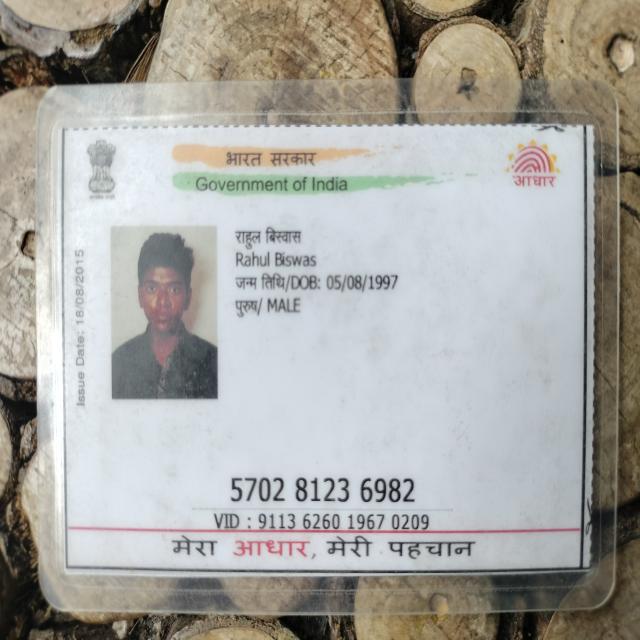 भारत सरकार
Government of India
आधार
Issue Date: 18/08/2015
राहुल बिस्वास
Rahul Biswas
जन्म तिथि/DOB: 05/08/1997
पुरुष/ MALE
5702 8123 6982
VID : 9113 6260 1967 0209
मेरा आधार, मेरी पहचान